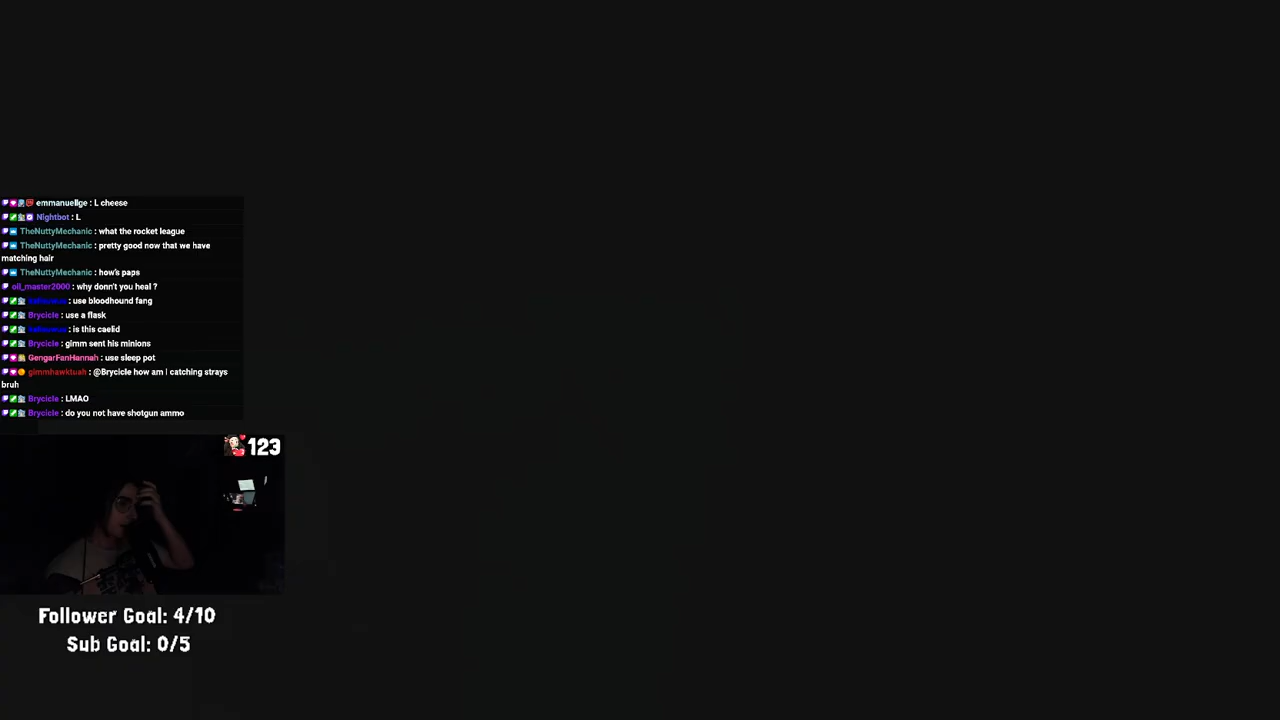 emmanuellge : L cheese
Nightbot : L
TheNuttyMechanic : what the rocket league
TheNuttyMechanic : pretty good now that we have
matching hair
TheNuttyMechanic : how's paps
oil_master2000 : why donn't you heal ?
: use bloodhound fang
Brycicle : use a flask
: is this caelid
Brycicle : gimm sent his minions
GengarFanHannah : use sleep pot
gimmhawktuah : @Brycicle how am I catching strays
bruh
Brycicle : LMAO
Brycicle : do you not have shotgun ammo
123
Follower Goal: 4/10
Sub Goal: 0/5